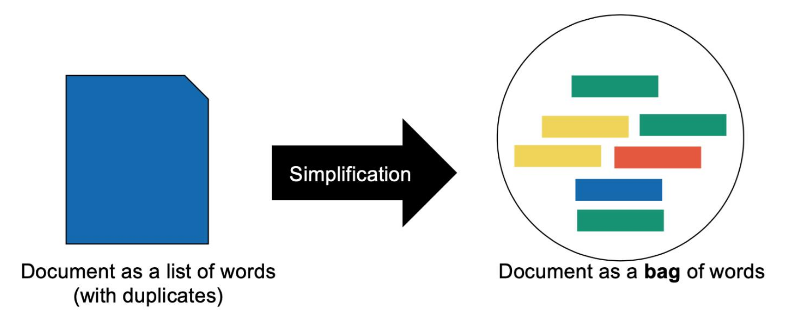 Simplification
Document as a list of words
(with duplicates)
Document as a bag of words